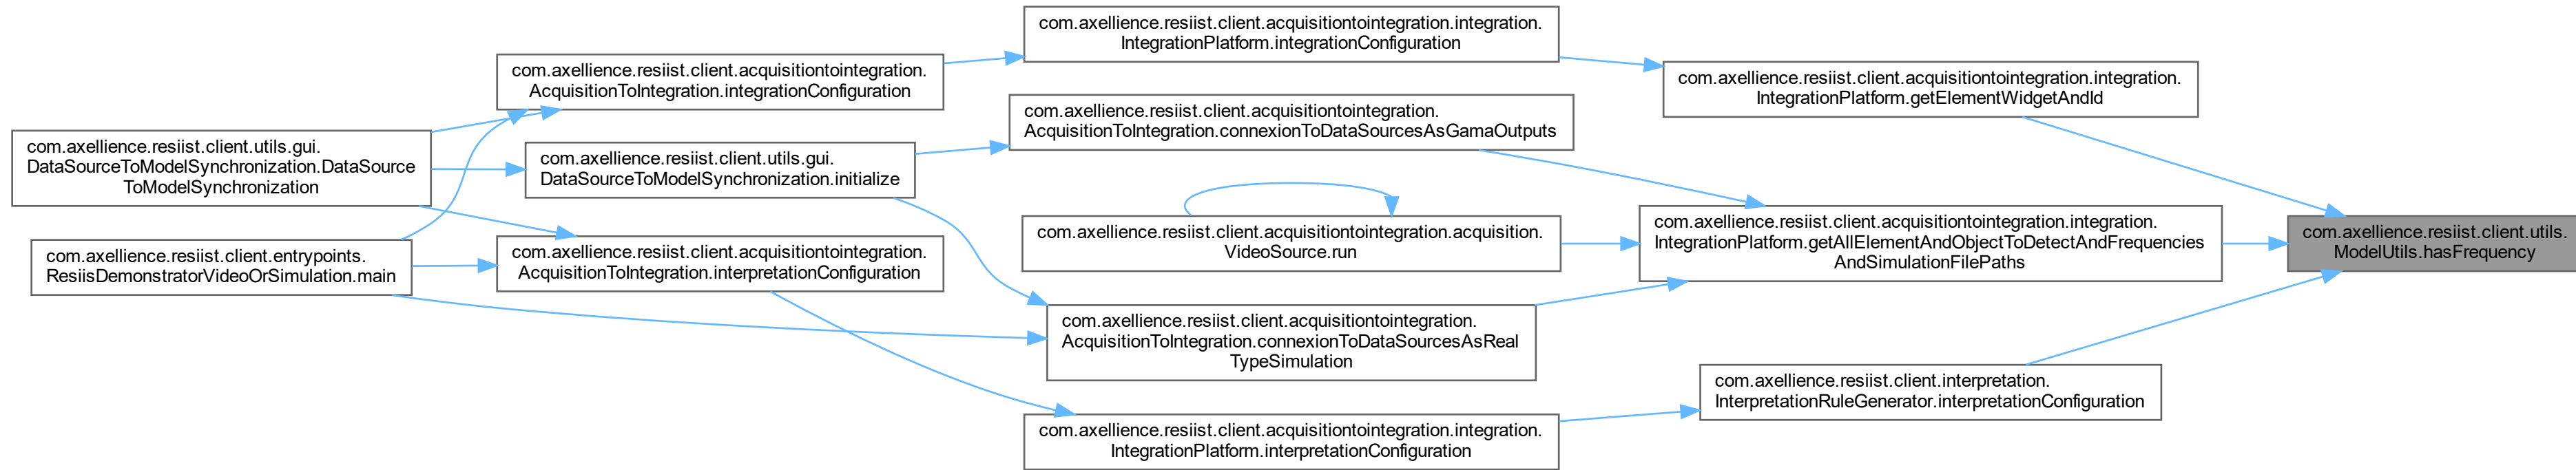 com.axellience.resiist.client.acquisitiontointegration.integration.
IntegrationPlatform.integrationConfiguration
com.axellience.resiist.client.acquisitiontointegration.
AcquisitionToIntegration.integrationConfiguration
com.axellience.resiist.client.acquisitiontointegration.integration.
IntegrationPlatform.getElementWidgetAndId
com.axellience.resiist.client.acquisitiontointegration.
AcquisitionToIntegration.connexionToDataSourcesAsGamaOutputs
com.axellience.resiist.client.utils.gui.
DataSourceToModelSynchronization.DataSource
ToModelSynchronization
com.axellience.resiist.client.utils.gui.
DataSourceToModelSynchronization.initialize
com.axellience.resiist.client.acquisitiontointegration.acquisition.
VideoSource.run
com.axellience.resiist.client.acquisitiontointegration.integration.
IntegrationPlatform.getAllElementAndObjectToDetectAndFrequencies
AndSimulationFilePaths
com.axellience.resiist.client.utils.
ModelUtils.hasFrequency
com.axellience.resiist.client.entrypoints.
ResiisDemonstratorVideoOrSimulation.main
com.axellience.resiist.client.acquisitiontointegration.
AcquisitionToIntegration.interpretationConfiguration
com.axellience.resiist.client.acquisitiontointegration.
AcquisitionToIntegration.connexionToDataSourcesAsReal
TypeSimulation
com.axellience.resiist.client.interpretation.
InterpretationRuleGenerator.interpretationConfiguration
com.axellience.resiist.client.acquisitiontointegration.integration.
IntegrationPlatform.interpretationConfiguration